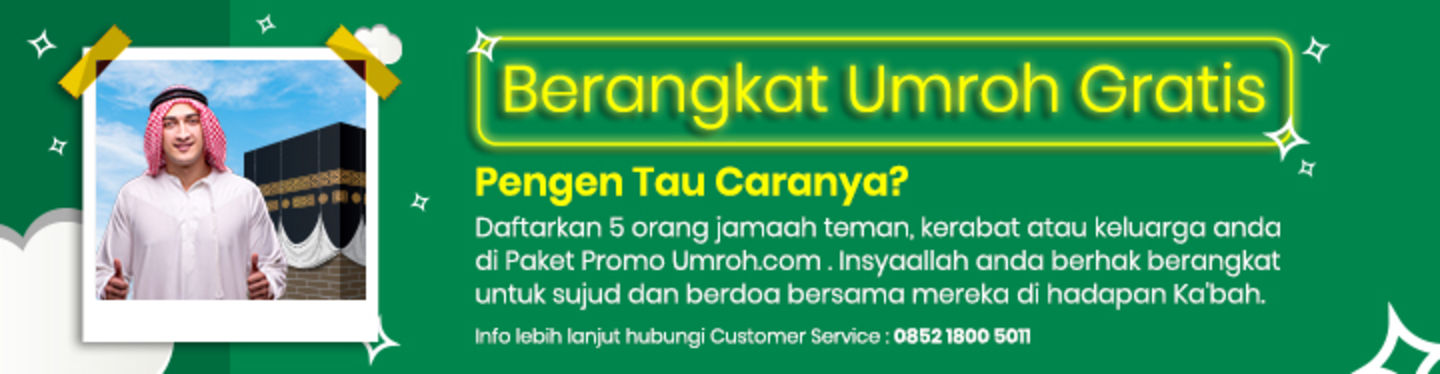 Berangkat Umroh Gratis
Pengen Tau Caranya?
Daftarkan 5 orang jamaah teman, kerabat atau keluarga anda
di Paket Promo Umroh.com . Insyaallah anda berhak berangkat
untuk sujud dan berdoa bersama mereka di hadapan Ka'bah.
Info lebih lanjut hubungi Customer Service : 0852 1800 5011